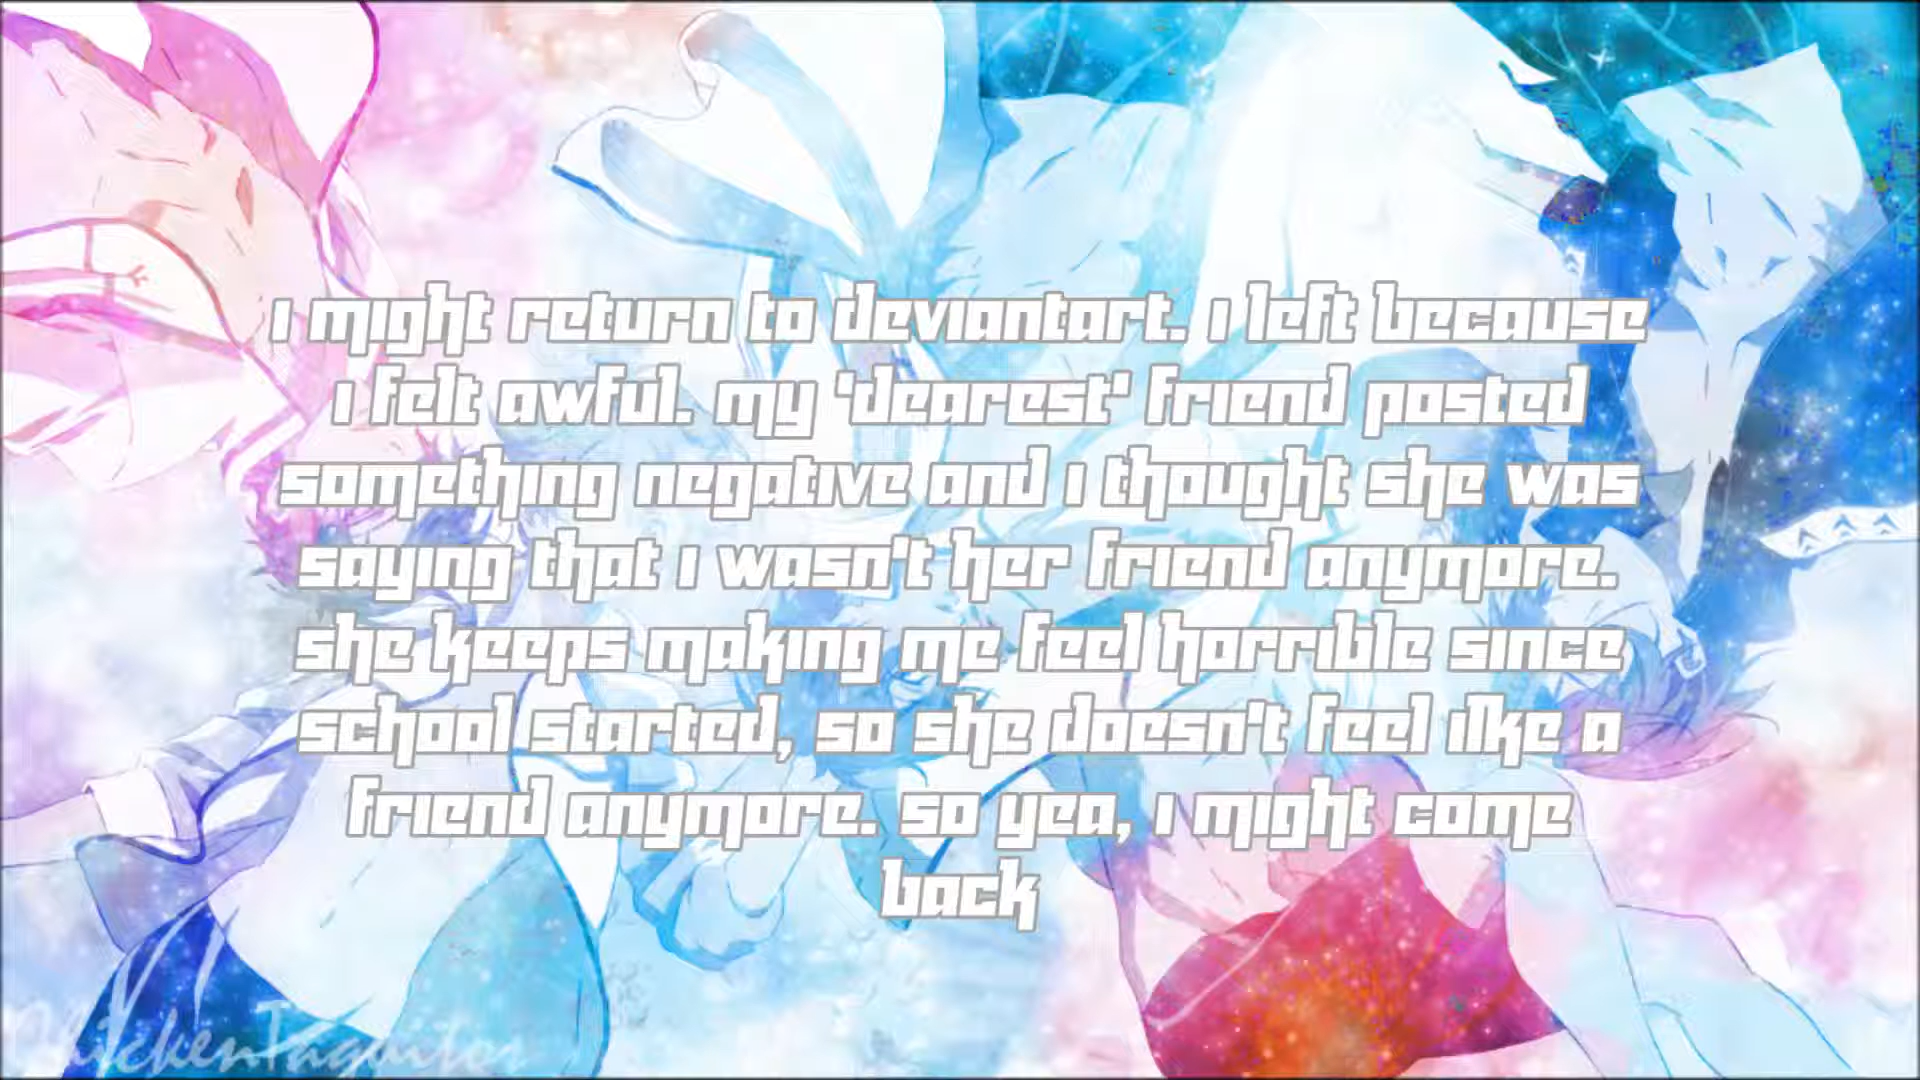 i might return to deviantart. i left because
i felt awful. my 'dearest' friend posted
something negative and i thought she was
saying that i wasn't her friend anymore.
she keeps making me feel horrible since
school started, so she doesn't feel ilke a
friend anymore. so yea, i might come
back
ChickenTaquitos